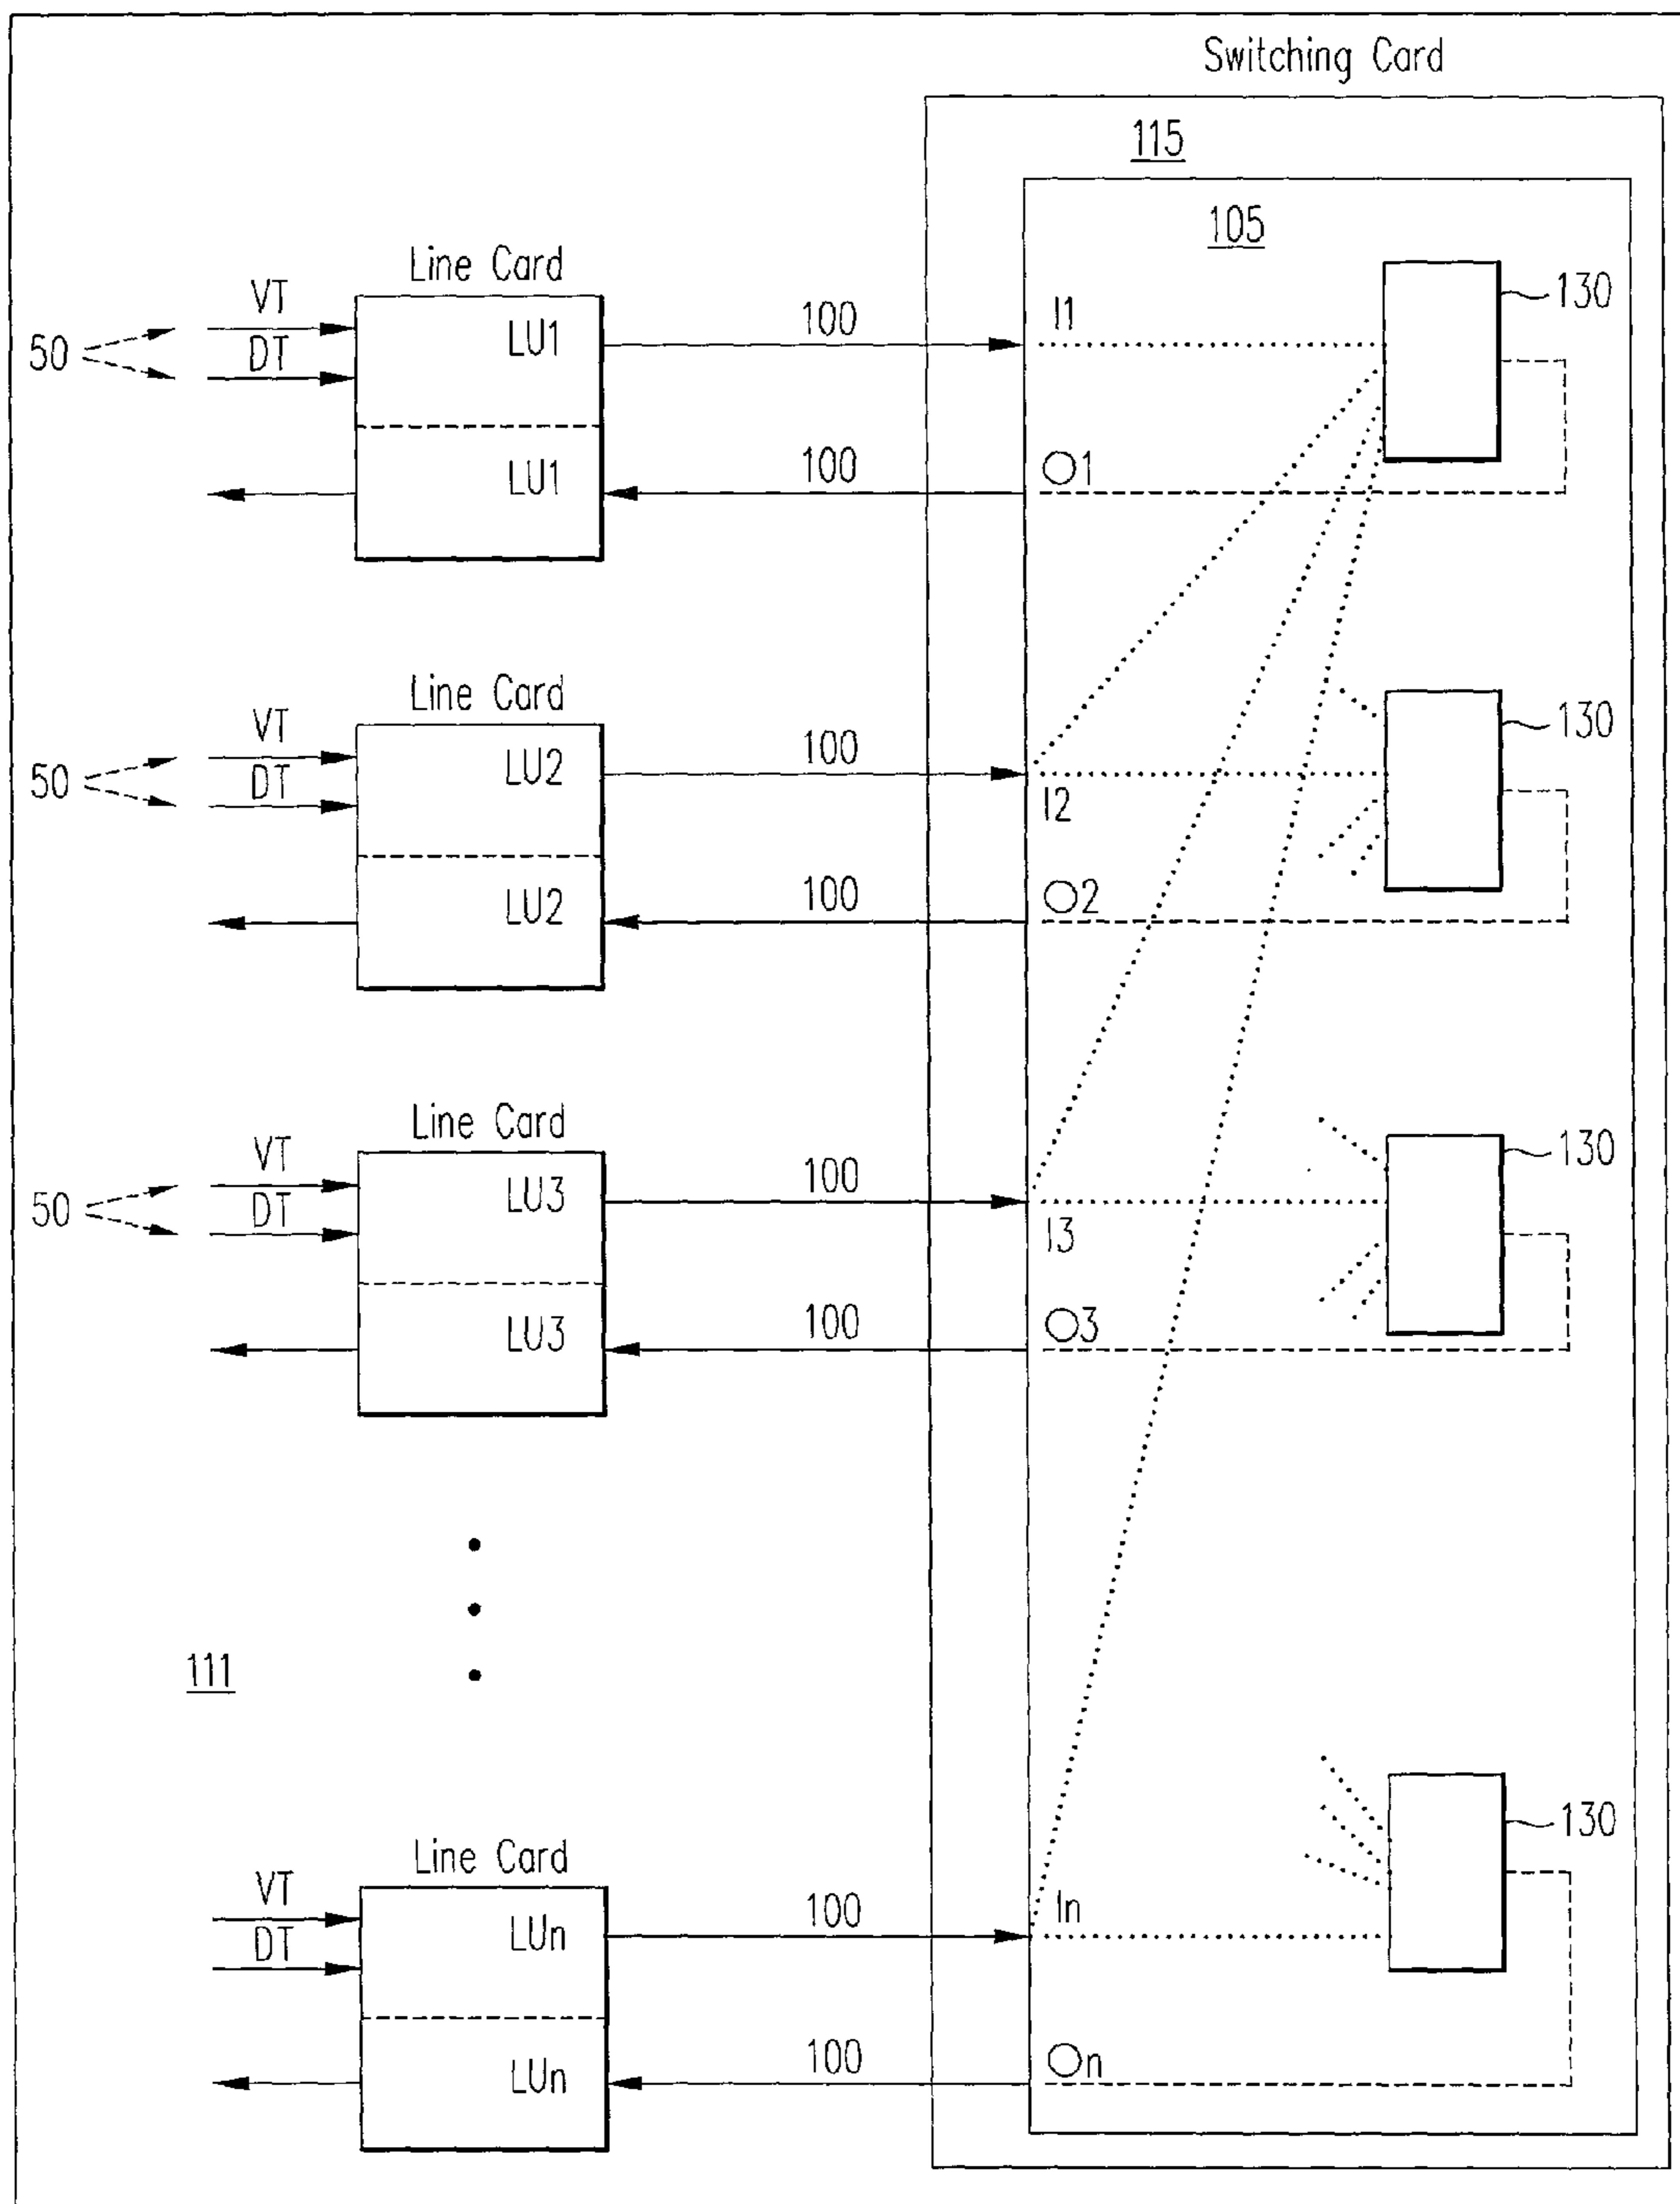 Switching Card
115
105
Line Card
VT
50
DT
LU1
100
I1
130
LU1
100
O1
Line Card
VT
50
DT
LU2
100
I2
130
LU2
100
O2
Line Card
VT
50
DT
LU3
100
I3
130
LU3
100
O3
111
Line Card
VT
DT
LUn
100
In
130
LUn
100
On